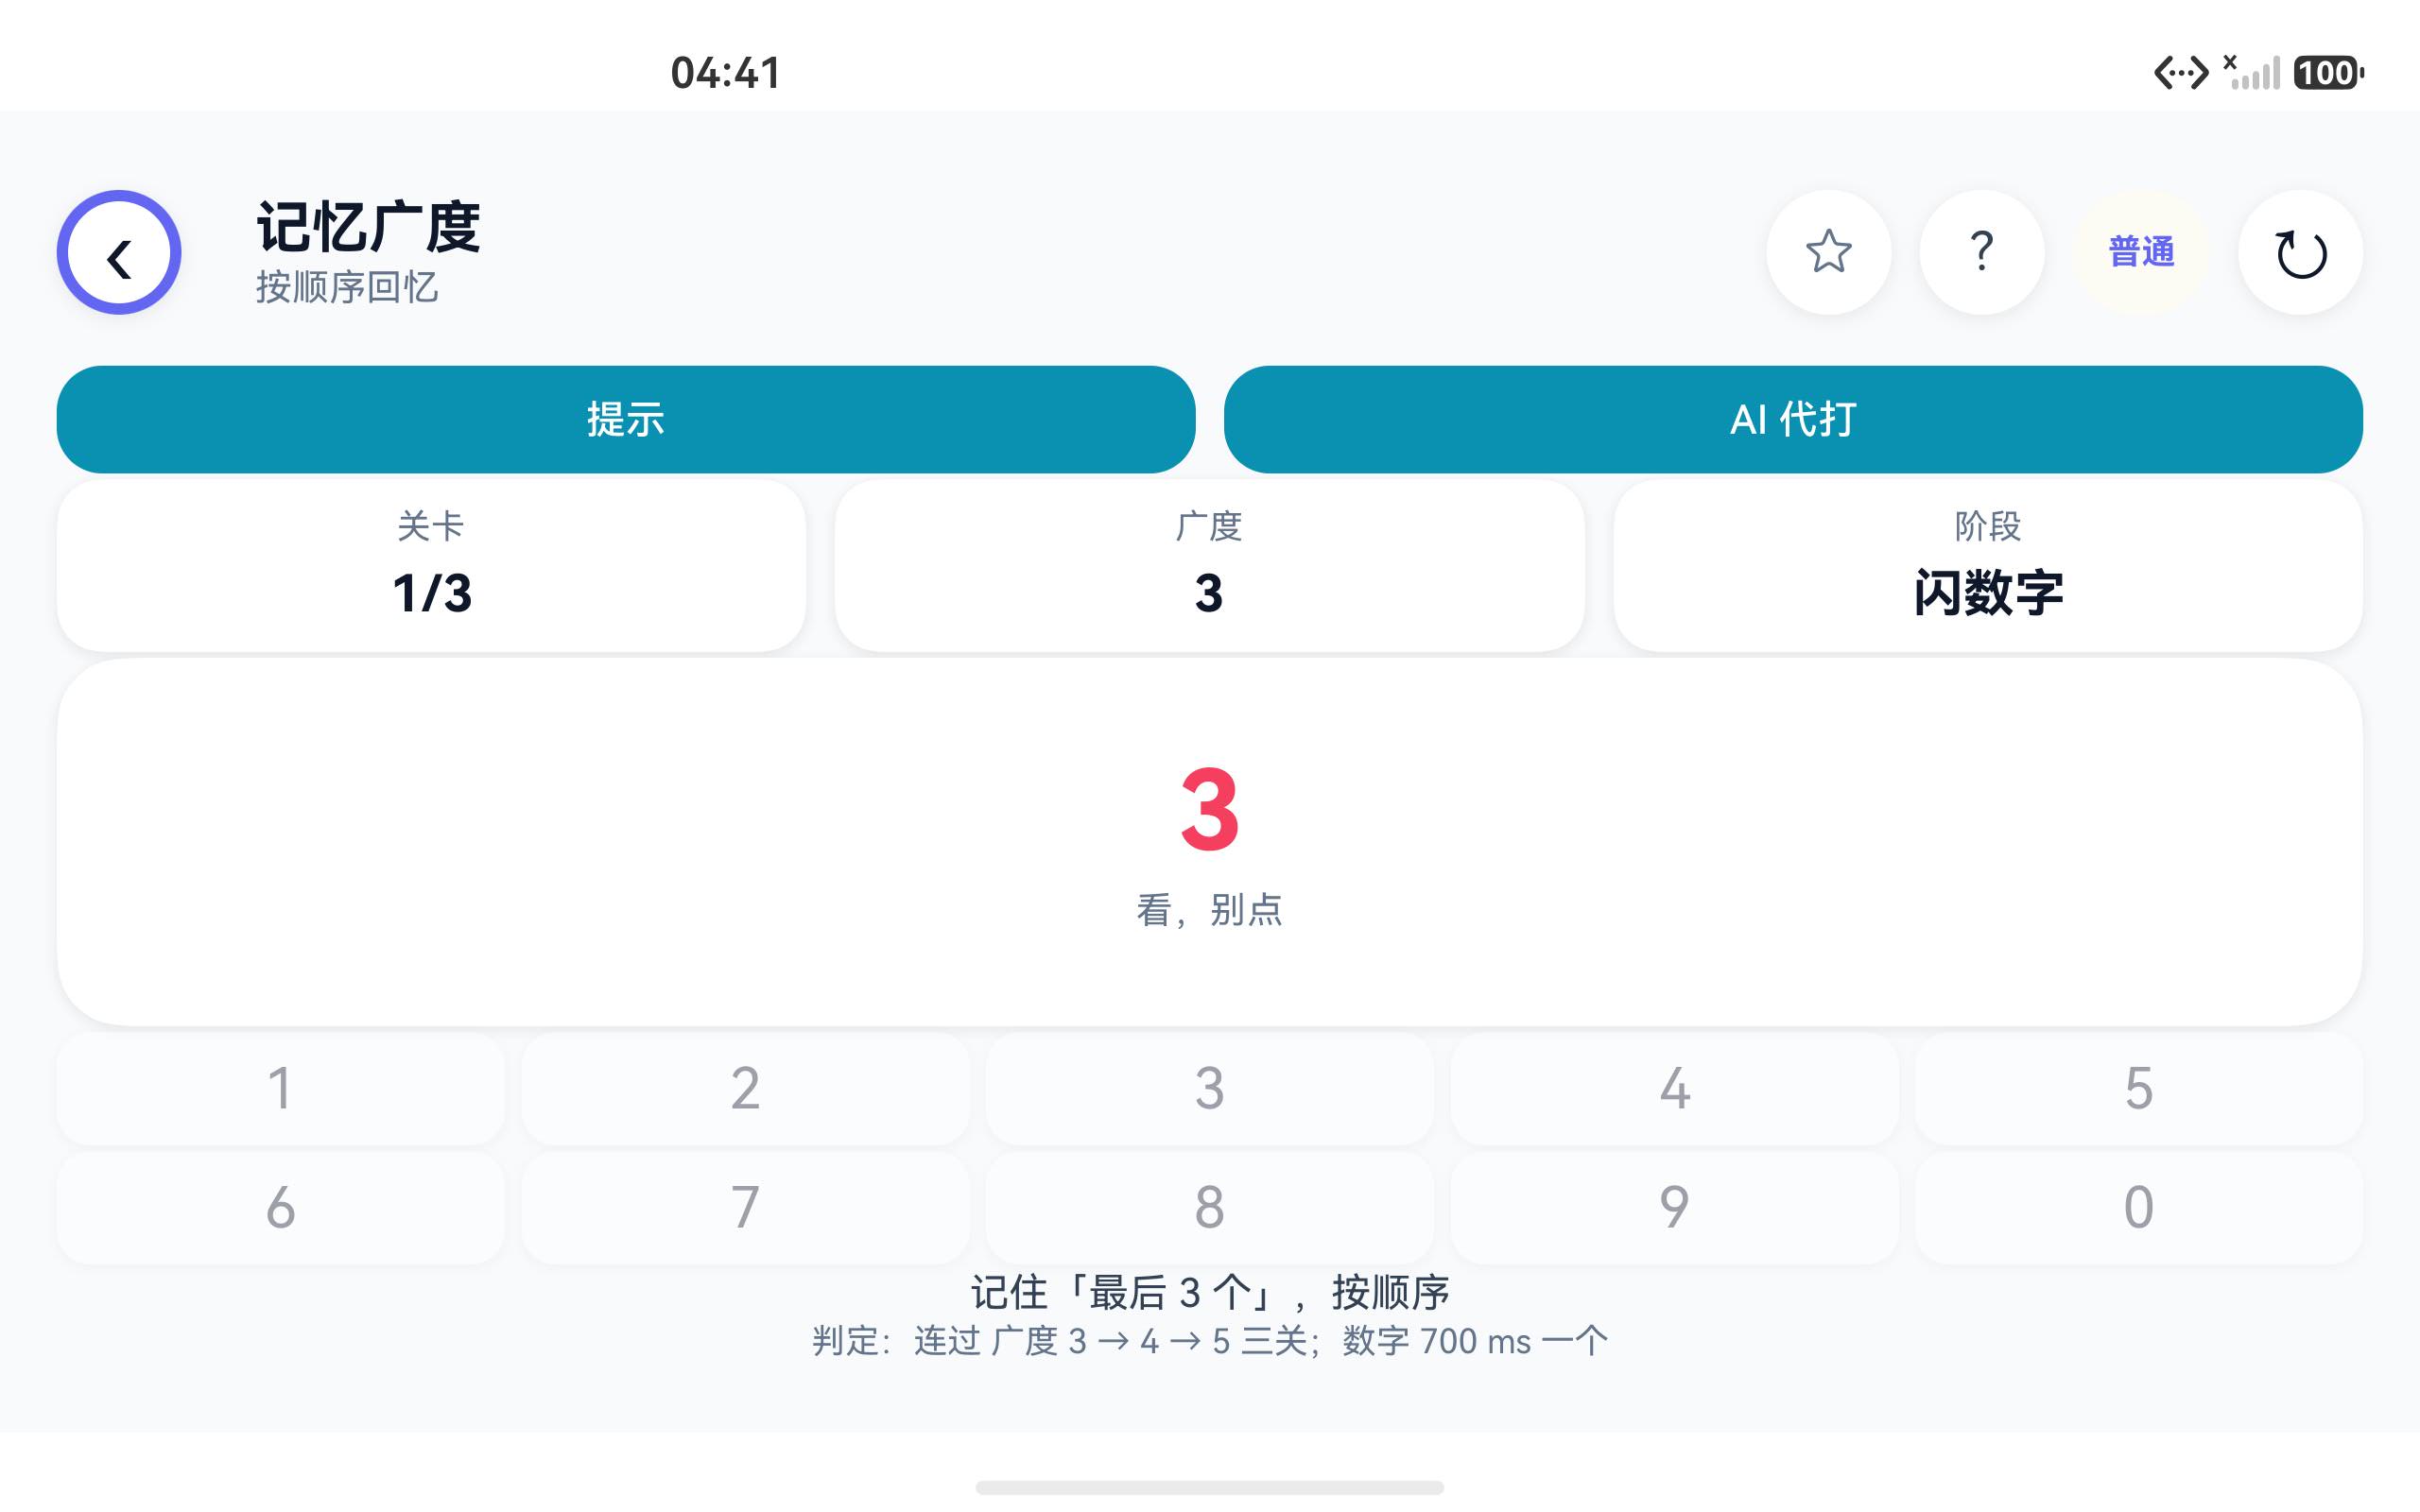 04:41
100
记忆广度
按顺序回忆
?
普通
提示
AI 代打
关卡
广度
阶段
1/3
3
闪数字
3
看，别点
1 2 3 4 5
6 7 8 9 0
记住「最后 3 个」，按顺序
判定：连过 广度 3 → 4 → 5 三关；数字 700 ms 一个